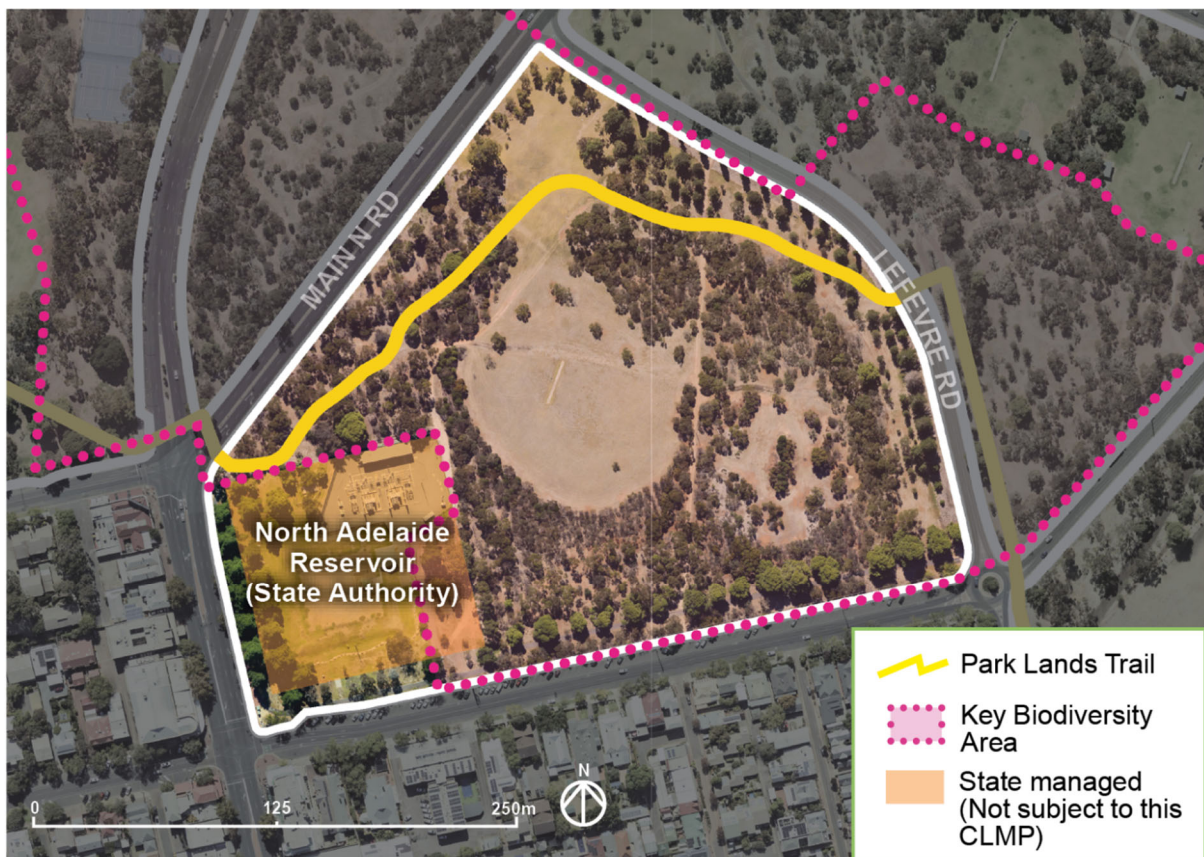 MAIN N RD
LEFEVRE RD
North Adelaide
Reservoir
(State Authority)
N
0 125 250m
Park Lands Trail
Key Biodiversity
Area
State managed
(Not subject to this
CLMP)